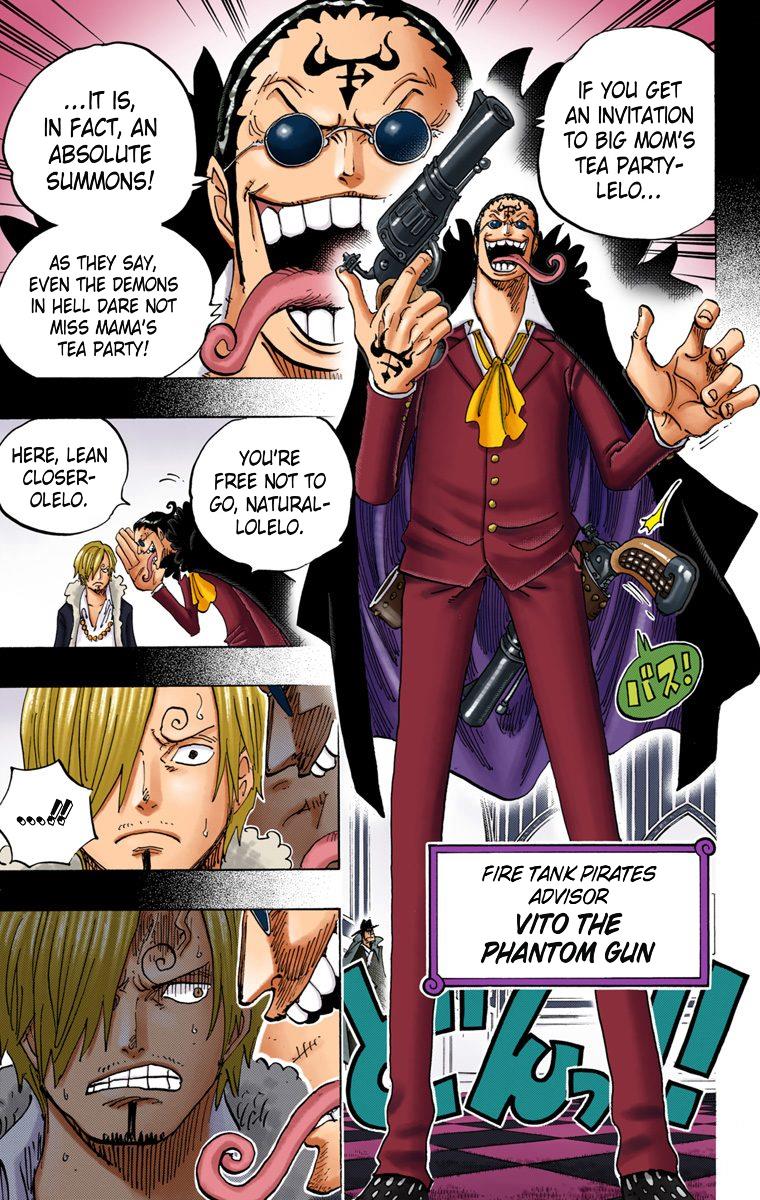 IF YOU GET
AN INVITATION
TO BIG MOM'S
TEA PARTY-
LELO...
...IT IS,
IN FACT, AN
ABSOLUTE
SUMMONS!
AS THEY SAY,
EVEN THE DEMONS
IN HELL DARE NOT
MISS MAMA'S
TEA PARTY!
バス!
FIRE TANK PIRATES
ADVISOR
VITO THE
PHANTOM GUN
どんっ!!
YOU'RE
FREE NOT TO
GO, NATURAL-
LOLELO.
HERE, LEAN
CLOSER-
OLELO.
...!!